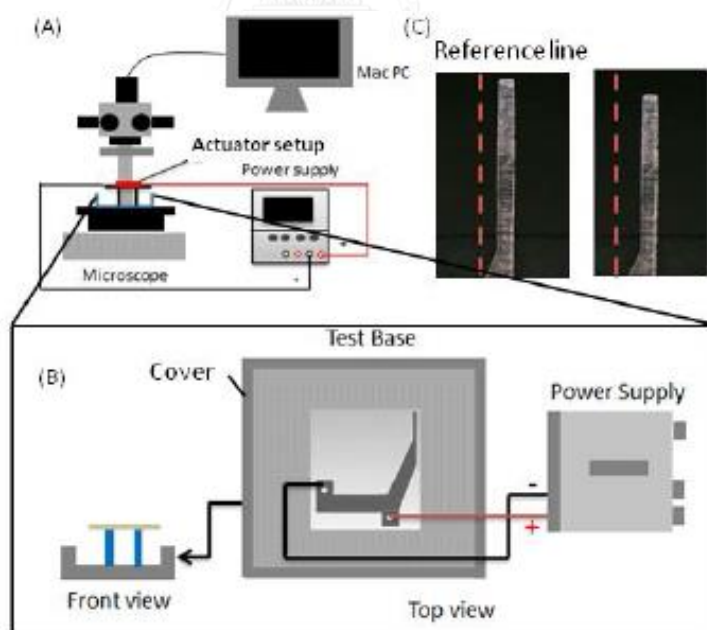 (A)
Mac PC
Actuator setup
Power supply
Microscope
+
-
(C)
Reference line
(B)
Test Base
Cover
Power Supply
-
+
Front view
Top view